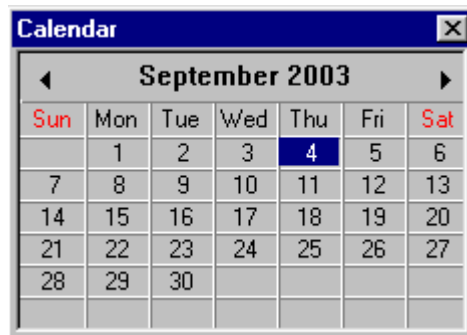 Calendar
September 2003
Sun Mon Tue Wed Thu Fri Sat
1 2 3 4 5 6
7 8 9 10 11 12 13
14 15 16 17 18 19 20
21 22 23 24 25 26 27
28 29 30